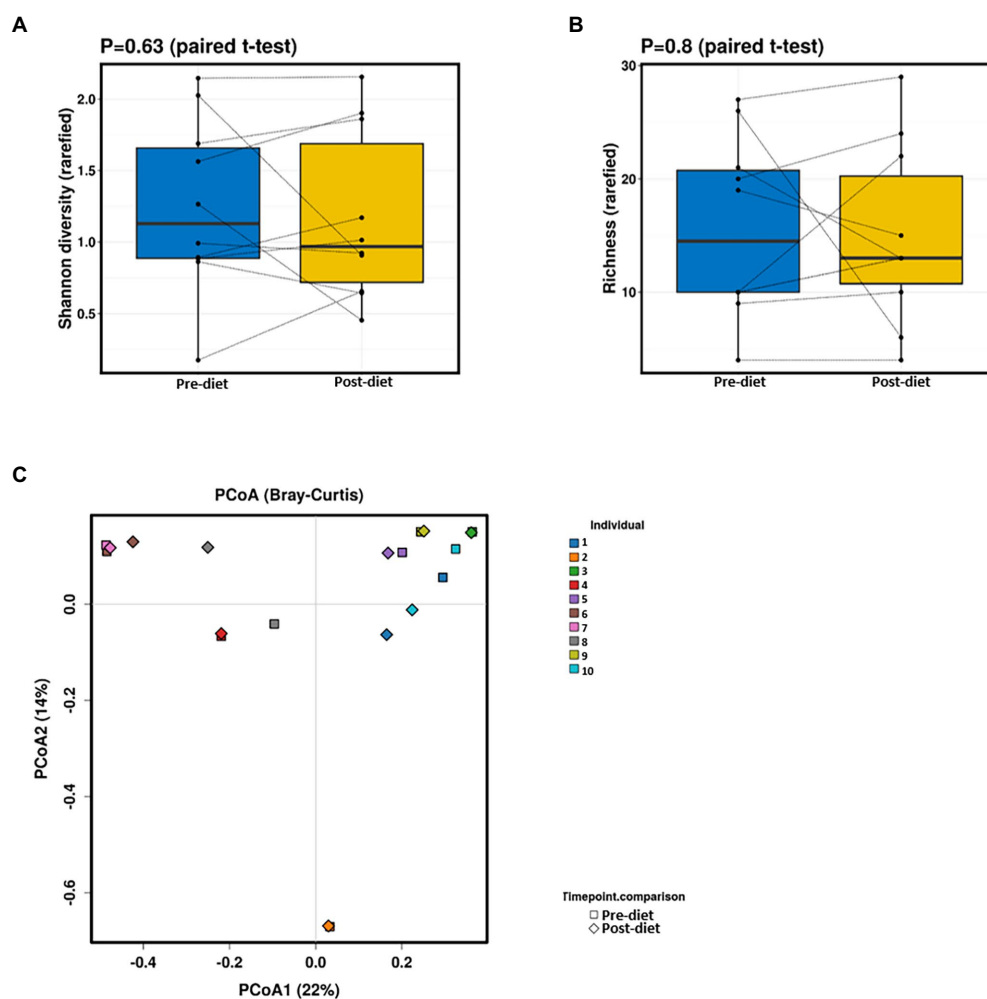 A
P=0.63 (paired t-test)
Shannon diversity (rarefied)
2.0
1.5
1.0
0.5
Pre-diet
Post-diet
B
P=0.8 (paired t-test)
Richness (rarefied)
30
20
10
Pre-diet
Post-diet
C
PCoA (Bray-Curtis)
PCoA2 (14%)
0.0
-0.2
-0.4
-0.6
-0.4
-0.2
0.0
0.2
PCoA1 (22%)
Individual
1
2
3
4
5
6
7
8
9
10
Timepoint.comparison
Pre-diet
Post-diet